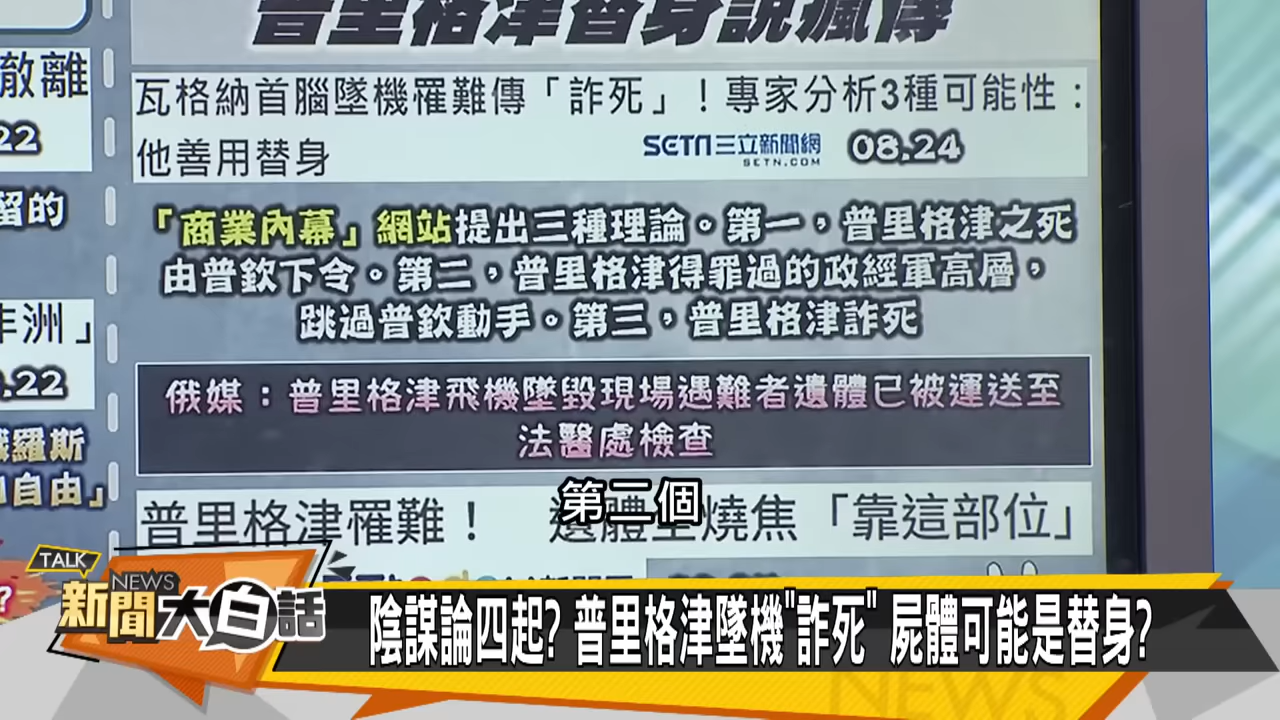 普里格津替身說瘋傳
撤離
22
留的
非洲」
.22
羅斯
自由」
瓦格納首腦墜機罹難傳「詐死」！專家分析3種可能性：
他善用替身
SETN三立新聞網
SETN.COM
08.24
「商業內幕」網站提出三種理論。第一，普里格津之死
由普欽下令。第二，普里格津得罪過的政經軍高層，
跳過普欽動手。第三，普里格津詐死
俄媒：普里格津飛機墜毀現場遇難者遺體已被運送至
法醫處檢查
普里格津罹難！ 遺體全燒焦「靠這部位」
第二個
TALK
NEWS
新聞大白話
?
陰謀論四起? 普里格津墜機"詐死" 屍體可能是替身?
NEWS